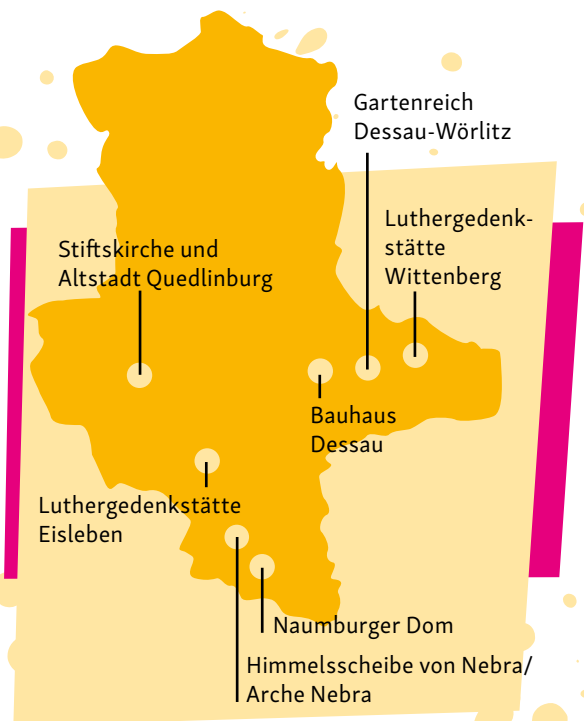 Gartenreich
Dessau-Wörlitz
Luthergedenk-
stätte
Wittenberg
Stiftskirche und
Altstadt Quedlinburg
Bauhaus
Dessau
Luthergedenkstätte
Eisleben
Naumburger Dom
Himmelsscheibe von Nebra/
Arche Nebra